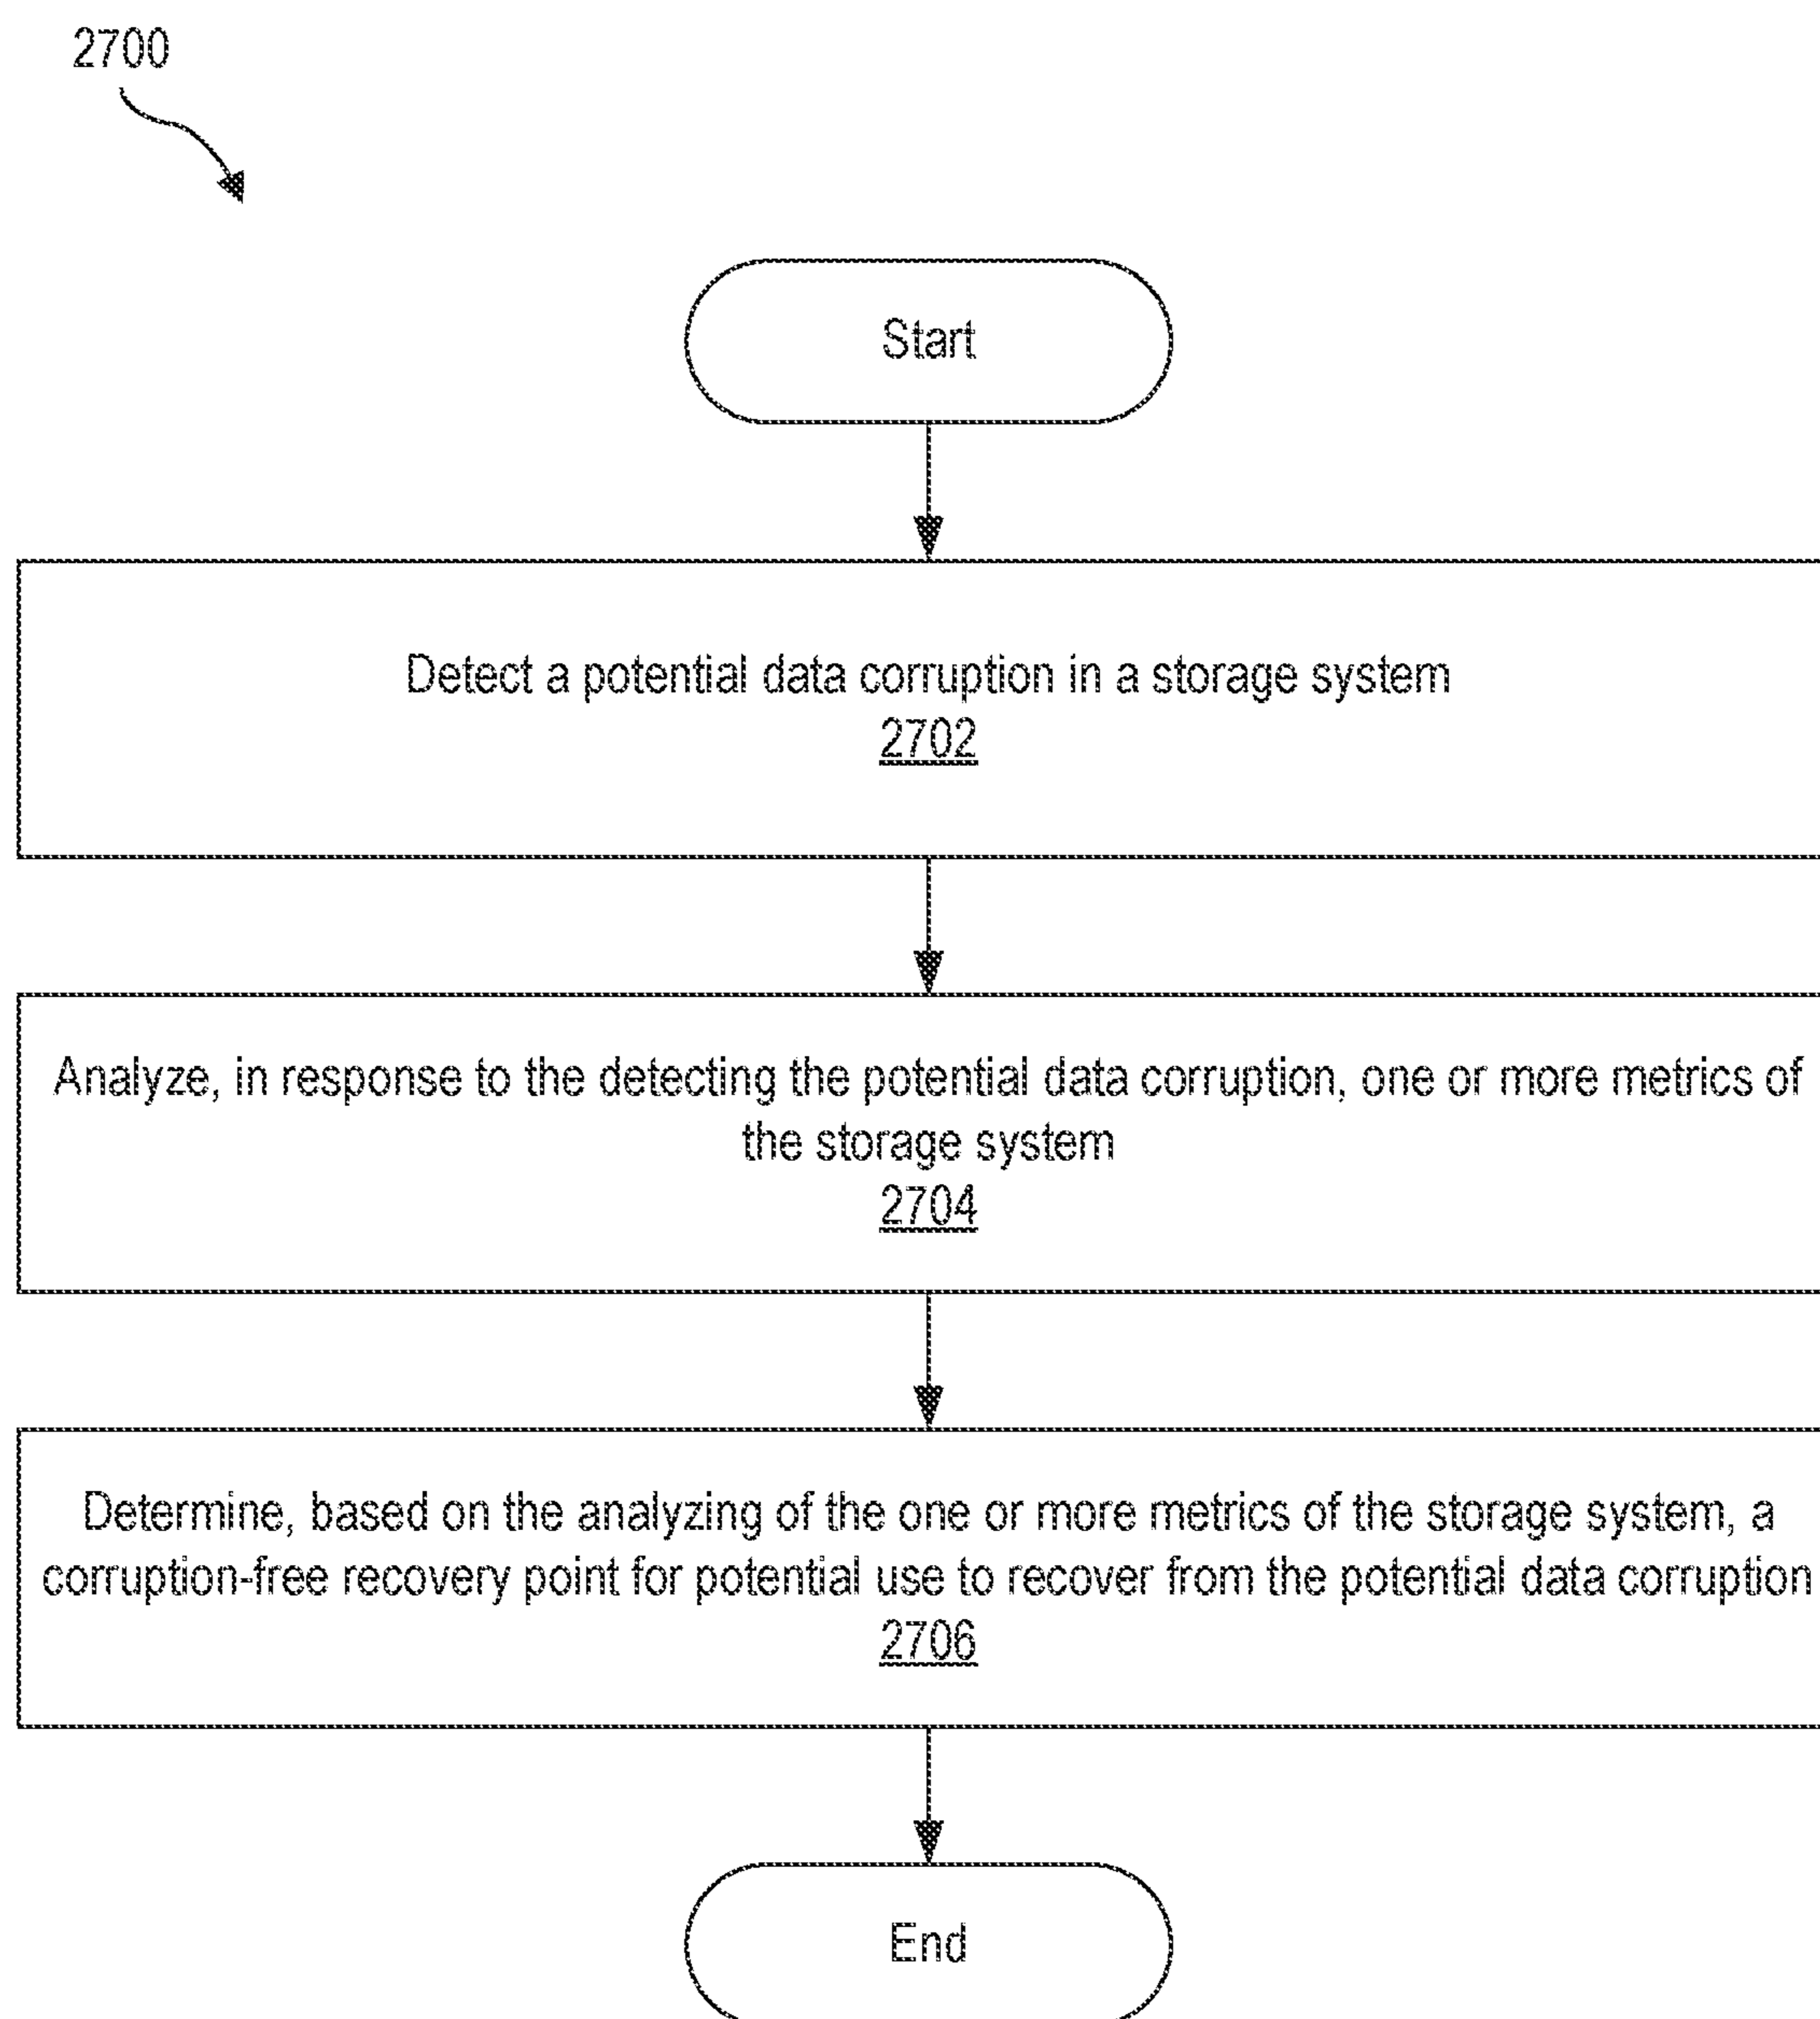 2700
Start
Detect a potential data corruption in a storage system
2702
Analyze, in response to the detecting the potential data corruption, one or more metrics of
the storage system
2704
Determine, based on the analyzing of the one or more metrics of the storage system, a
corruption-free recovery point for potential use to recover from the potential data corruption
2706
End